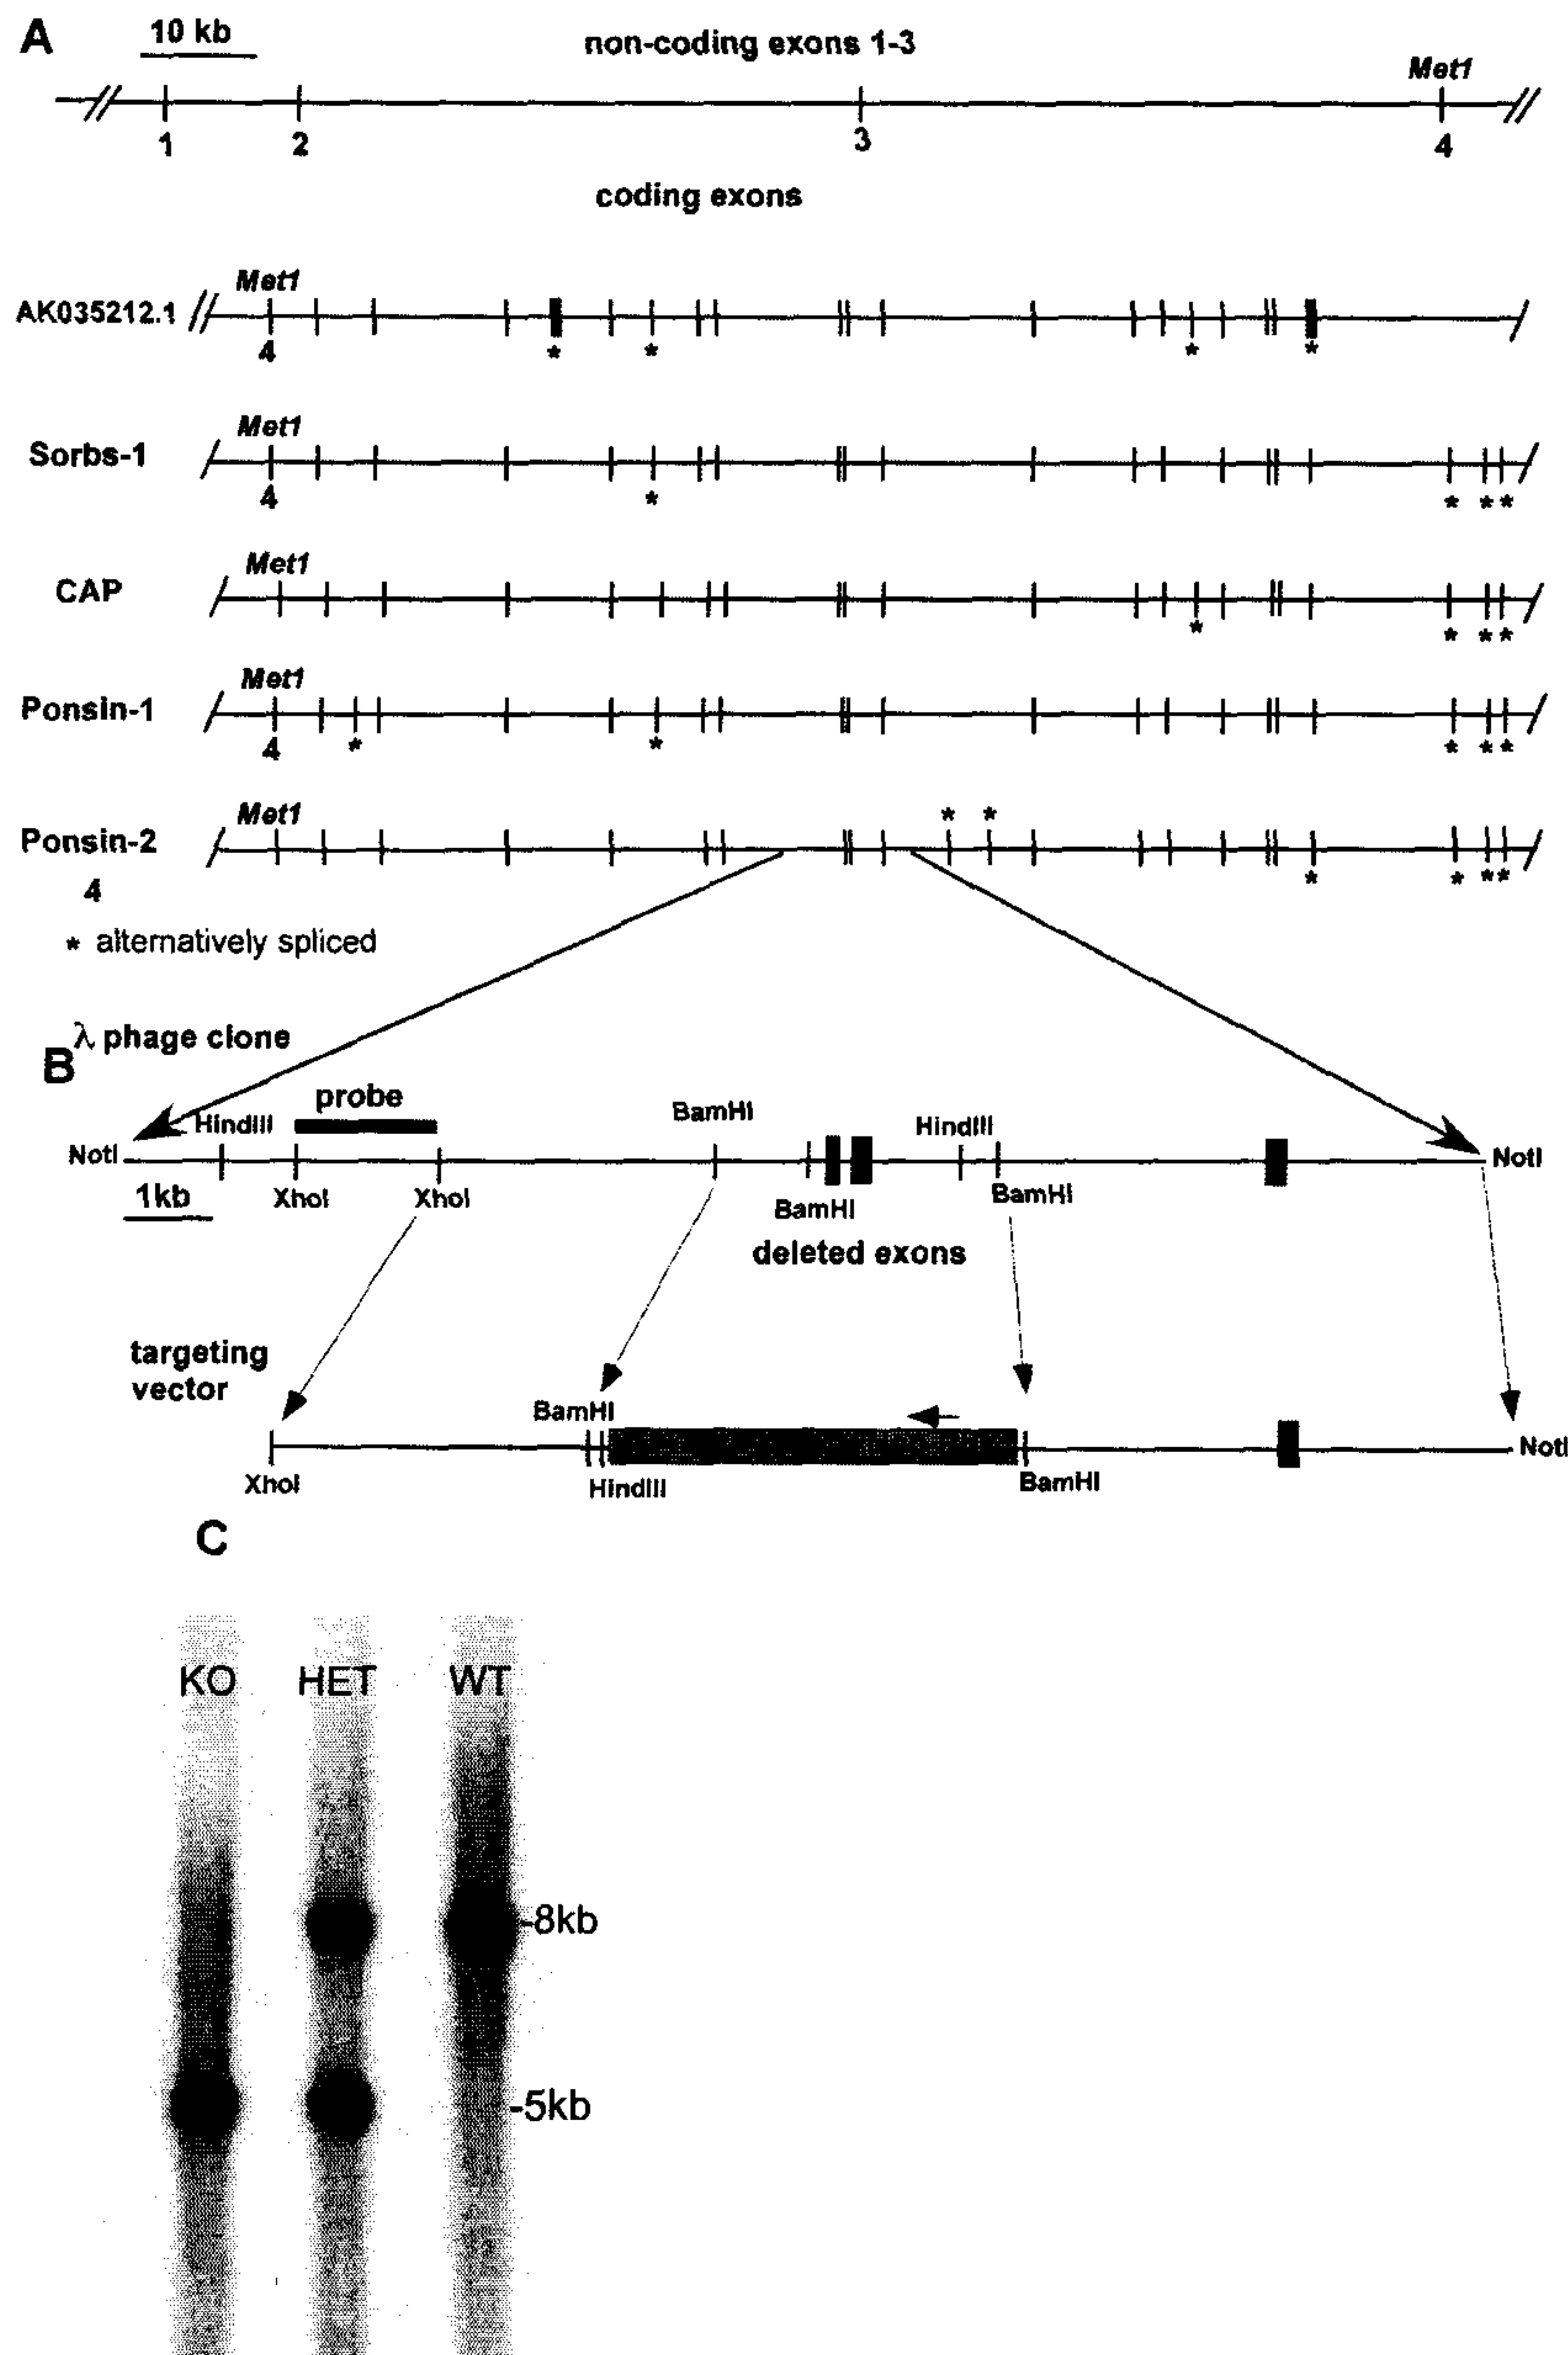 A
10 kb
non-coding exons 1-3
Met1
1 2 3 4
coding exons
Met1
AK035212.1
4 * * * *
Met1
Sorbs-1
4 * * * *
Met1
CAP
* * * *
Met1
Ponsin-1
4 * * * * *
Met1 * *
Ponsin-2
* * * *
4
* alternatively spliced
λ phage clone
B
probe
HindIII BamHI HindIII
NotI NotI
1kb XhoI XhoI BamHI BamHI
deleted exons
targeting
vector
BamHI
NotI
XhoI HindIII BamHI
C
KO HET WT
-8kb
-5kb